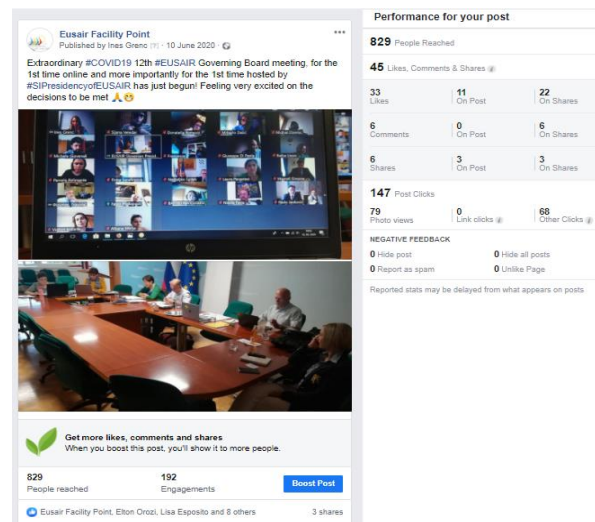 Eusair Facility Point
Published by Ines Grenc · 10 June 2020 ·
Extraordinary #COVID19 12th #EUSAIR Governing Board meeting, for the
1st time online and more importantly for the 1st time hosted by
#SIPresidencyofEUSAIR has just begun! Feeling very excited on the
decisions to be met 🙏😁
hp
Get more likes, comments and shares
When you boost this post, you'll show it to more people.
829
People reached
192
Engagements
Boost Post
Eusair Facility Point, Elton Orozi, Lisa Esposito and 8 others
3 shares
Performance for your post
829 People Reached
45 Likes, Comments & Shares
33
Likes
11
On Post
22
On Shares
6
Comments
0
On Post
6
On Shares
6
Shares
3
On Post
3
On Shares
147 Post Clicks
79
Photo views
0
Link clicks
68
Other Clicks
NEGATIVE FEEDBACK
0 Hide post
0 Hide all posts
0 Report as spam
0 Unlike Page
Reported stats may be delayed from what appears on posts